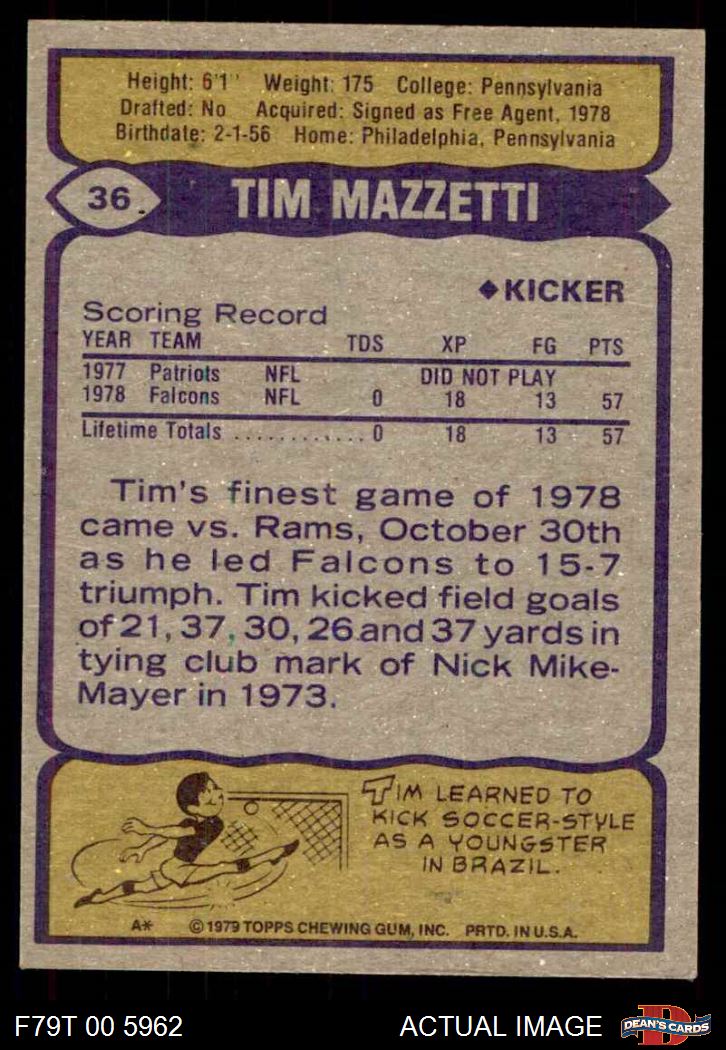 Height: 6'1" Weight: 175 College: Pennsylvania
Drafted: No Acquired: Signed as Free Agent, 1978
Birthdate: 2-1-56 Home: Philadelphia, Pennsylvania
36. TIM MAZZETTI
◆KICKER
Scoring Record
YEAR TEAM TDS XP FG PTS
1977 Patriots NFL DID NOT PLAY
1978 Falcons NFL 0 18 13 57
Lifetime Totals ............ 0 18 13 57
Tim's finest game of 1978
came vs. Rams, October 30th
as he led Falcons to 15-7
triumph. Tim kicked field goals
of 21, 37, 30, 26 and 37 yards in
tying club mark of Nick Mike-
Mayer in 1973.
TIM LEARNED TO
KICK SOCCER-STYLE
AS A YOUNGSTER
IN BRAZIL.
A* © 1979 TOPPS CHEWING GUM, INC. PRTD. IN U.S.A.
F79T 00 5962 ACTUAL IMAGE D DEAN'S CARDS